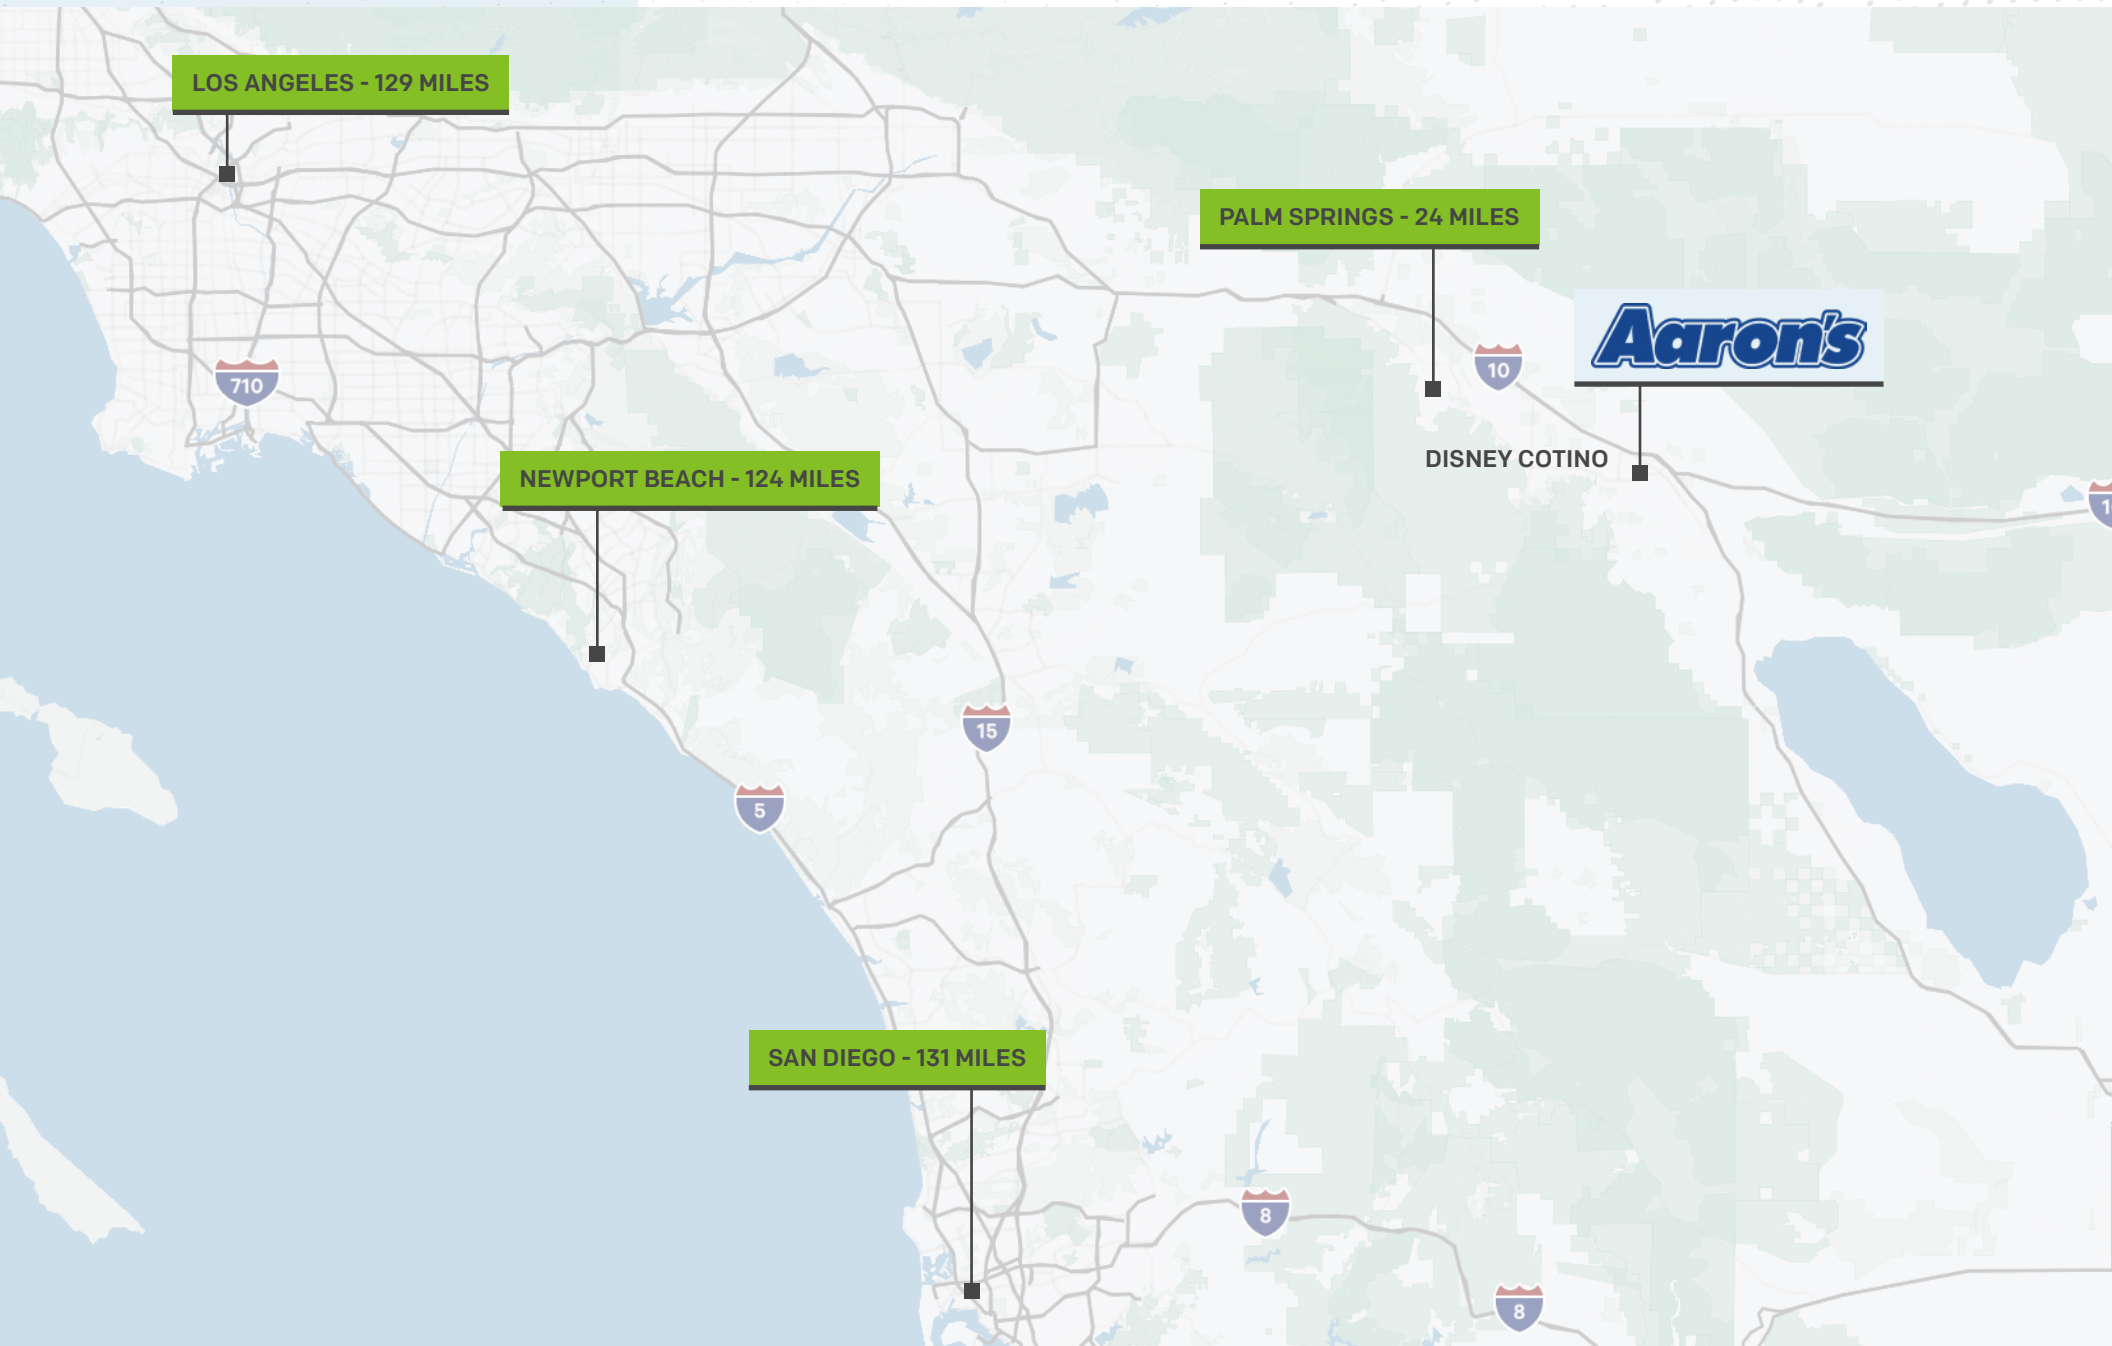 LOS ANGELES - 129 MILES
PALM SPRINGS - 24 MILES
Aaron's
10
710
DISNEY COTINO
NEWPORT BEACH - 124 MILES
15
5
SAN DIEGO - 131 MILES
8
8